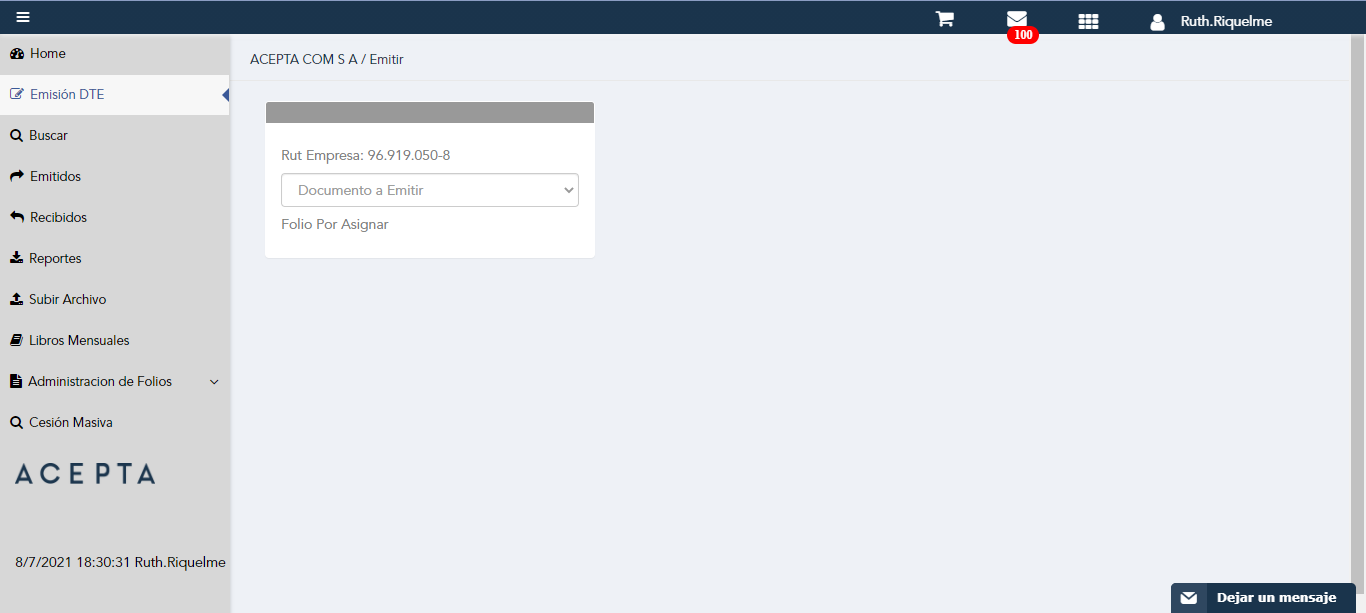 100
Ruth.Riquelme
Home
Emisión DTE
Buscar
Emitidos
Recibidos
Reportes
Subir Archivo
Libros Mensuales
Administracion de Folios
Cesión Masiva
ACEPTA
8/7/2021 18:30:31 Ruth.Riquelme
ACEPTA COM S A / Emitir
Rut Empresa: 96.919.050-8
Documento a Emitir
Folio Por Asignar
Dejar un mensaje